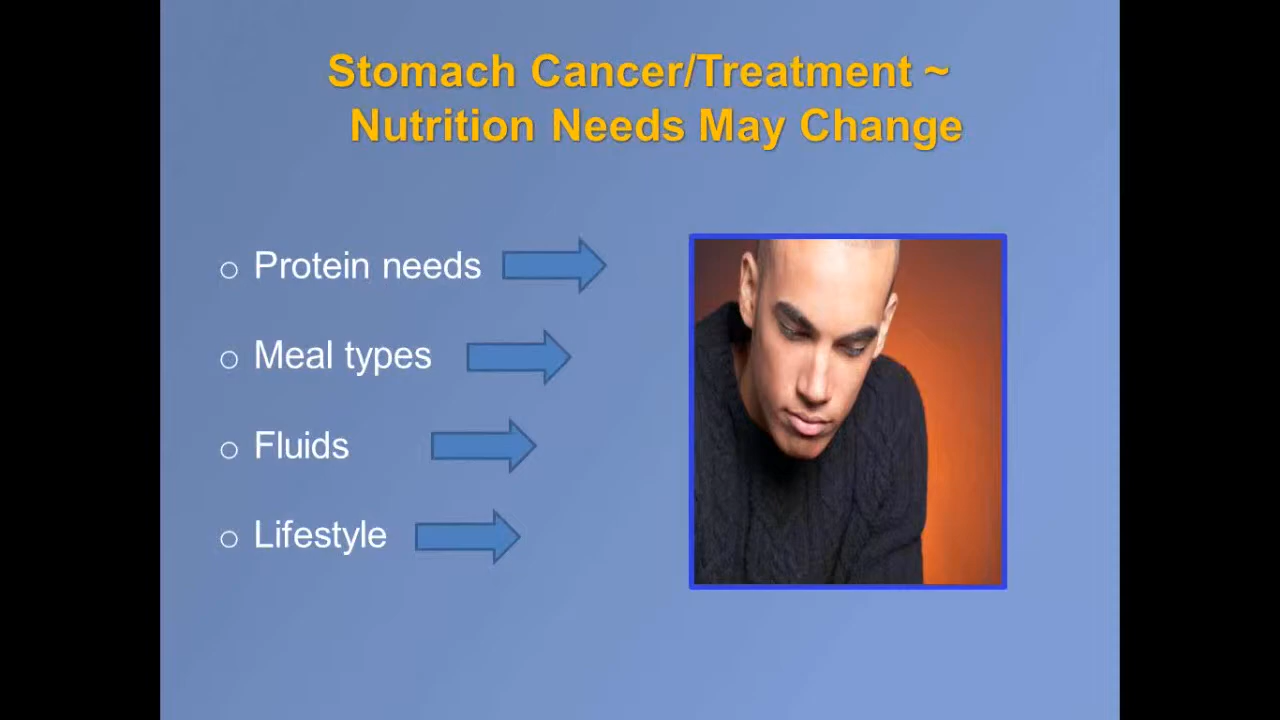 Stomach Cancer/Treatment ~
Nutrition Needs May Change
Protein needs
Meal types
Fluids
Lifestyle